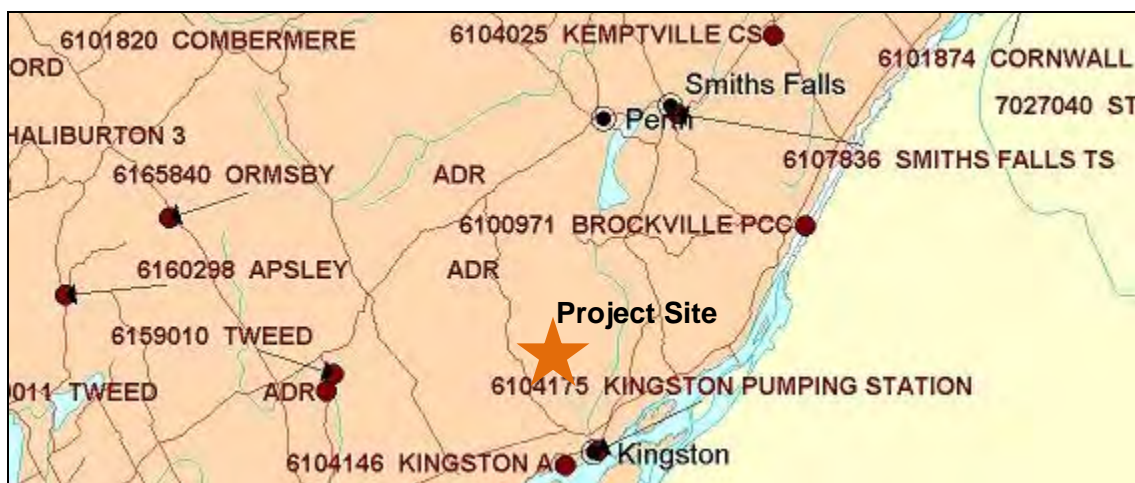 6101820 COMBERMERE
6104025 KEMPTVILLE CS
6101874 CORNWALL
ORD
Smiths Falls
7027040 ST
Perth
HALIBURTON 3
6107836 SMITHS FALLS TS
6165840 ORMSBY
ADR
6100971 BROCKVILLE PCC
6160298 APSLEY
ADR
Project Site
6159010 TWEED
6104175 KINGSTON PUMPING STATION
0011 TWEED
ADR
6104146 KINGSTON A
Kingston